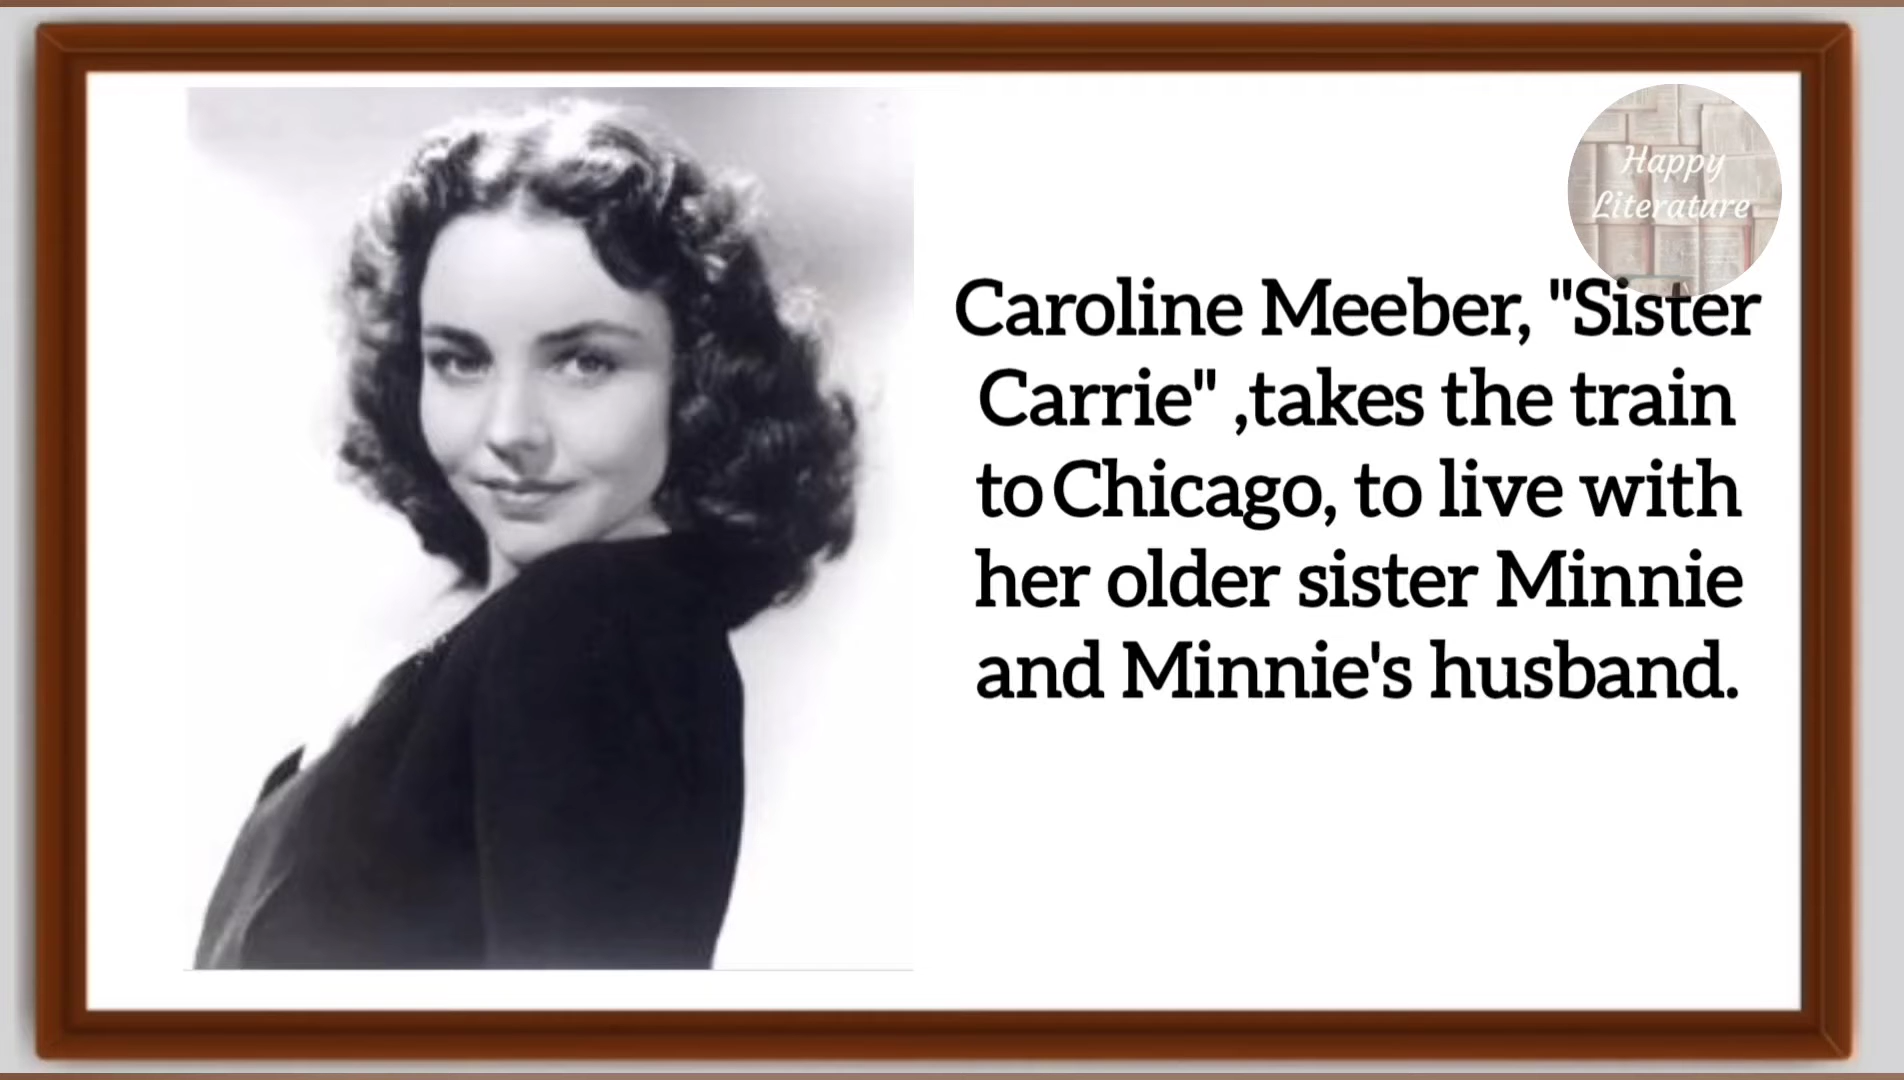 Happy
Literature
Caroline Meeber, "Sister
Carrie" ,takes the train
to Chicago, to live with
her older sister Minnie
and Minnie's husband.